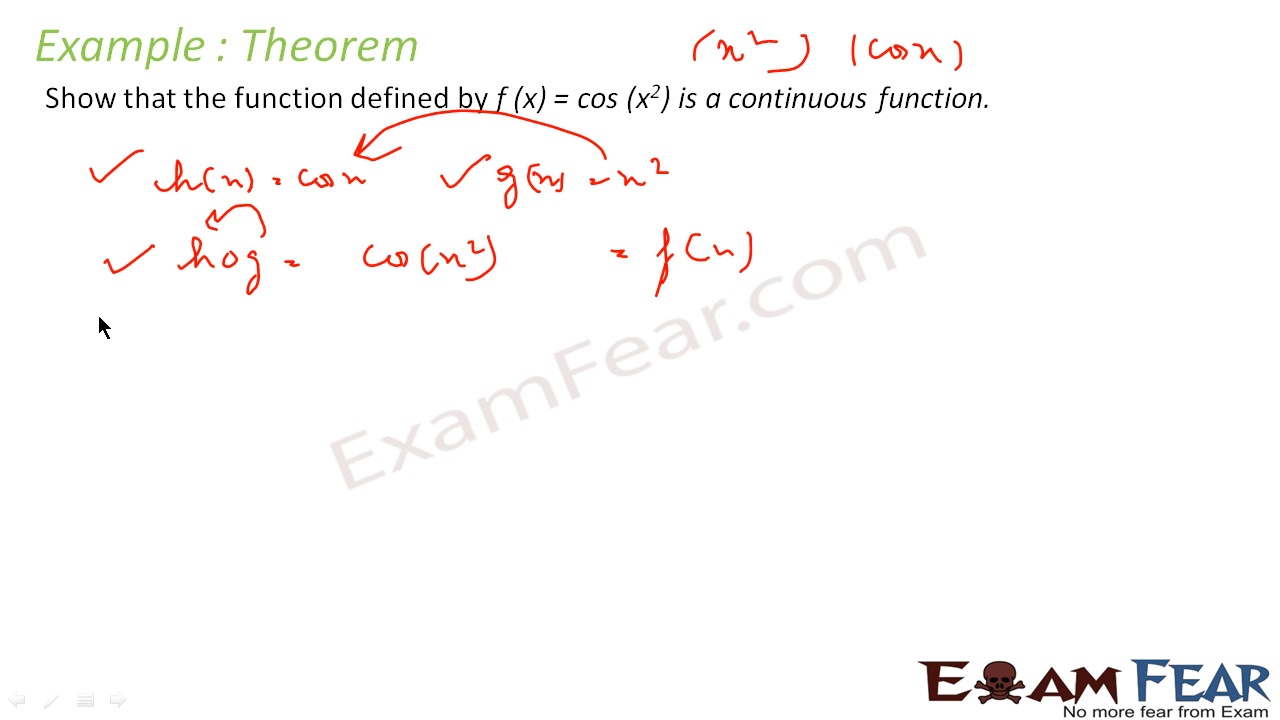 Example : Theorem
(x²) (cos x)
Show that the function defined by f (x) = cos (x²) is a continuous function.
h(x) = cos x g(x) = x²
hog = cos(x²) = f(x)
ExamFear.com
EXAM FEAR
No more fear from Exam